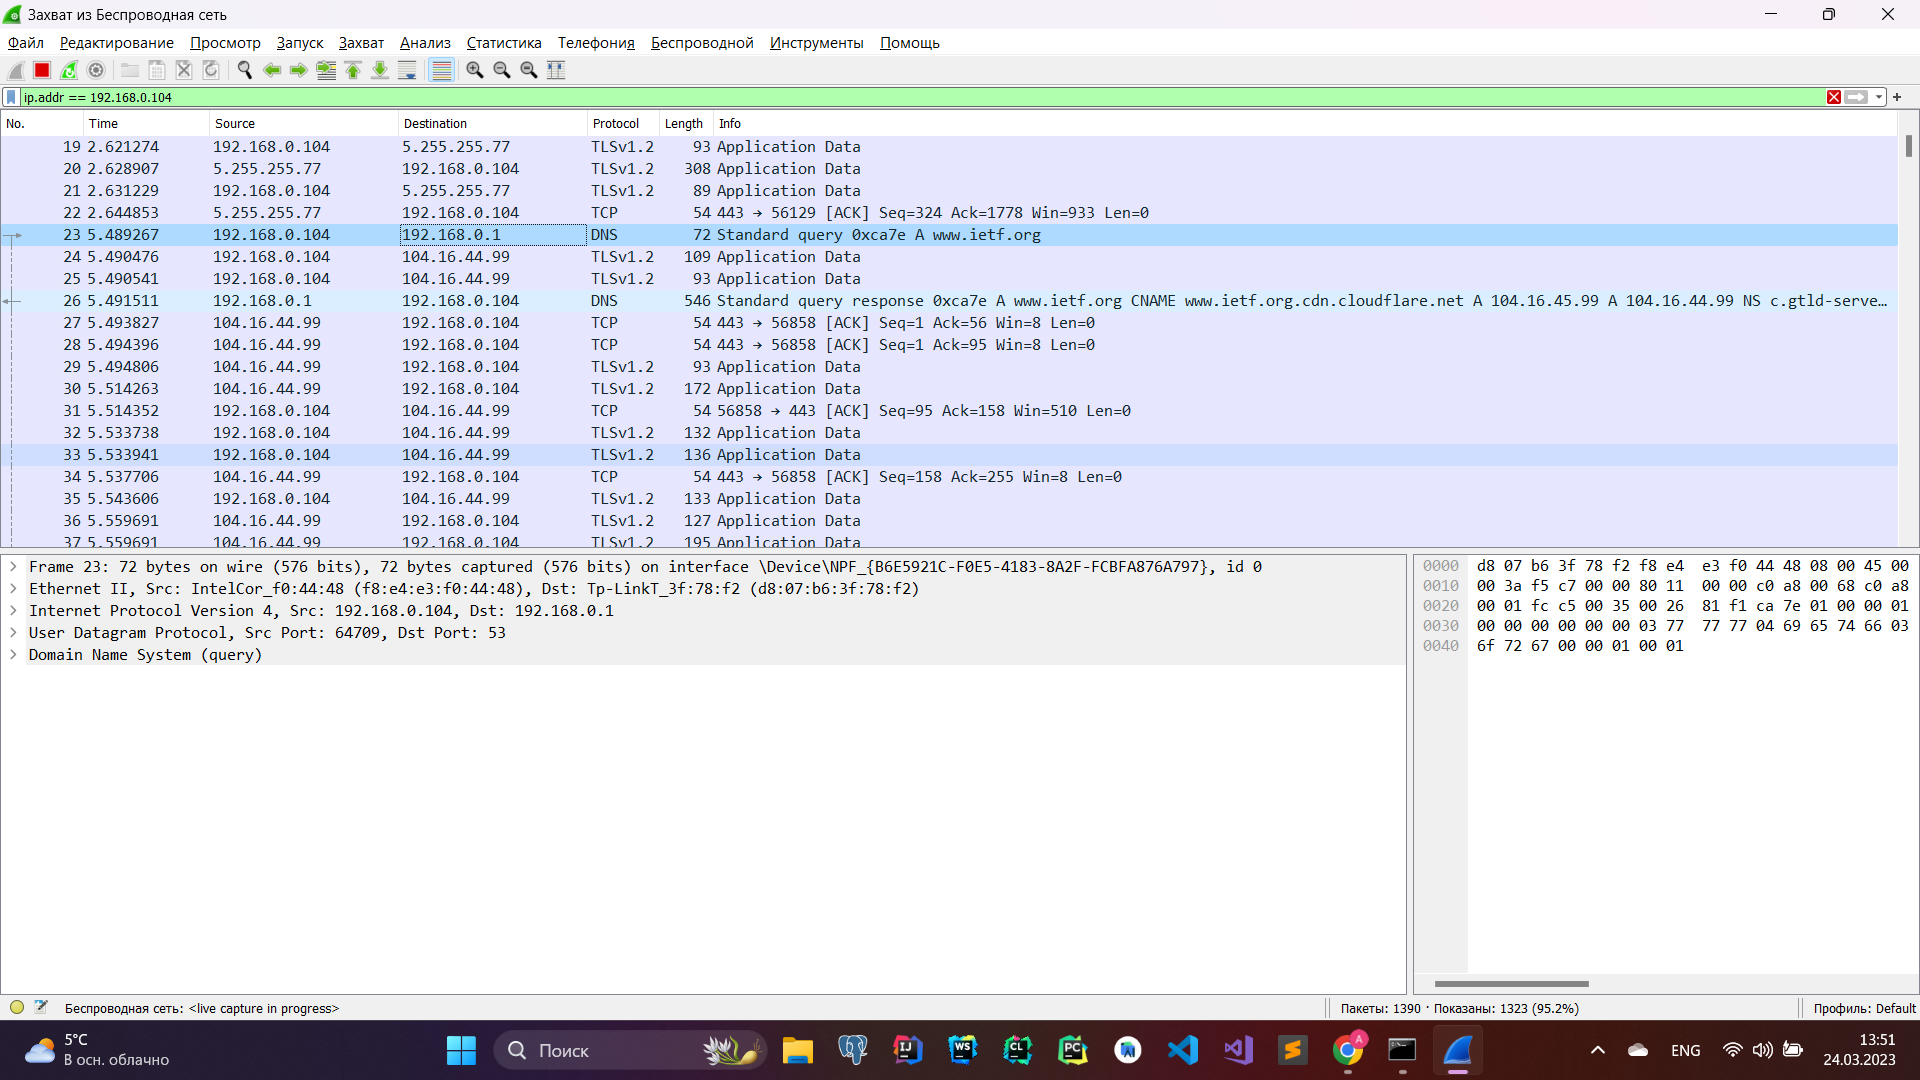 Захват из Беспроводная сеть
Файл Редактирование Просмотр Запуск Захват Анализ Статистика Телефония Беспроводной Инструменты Помощь
ip.addr == 192.168.0.104
No. Time Source Destination Protocol Length Info
19 2.621274 192.168.0.104 5.255.255.77 TLSv1.2 93 Application Data
20 2.628907 5.255.255.77 192.168.0.104 TLSv1.2 308 Application Data
21 2.631229 192.168.0.104 5.255.255.77 TLSv1.2 89 Application Data
22 2.644853 5.255.255.77 192.168.0.104 TCP 54 443 → 56129 [ACK] Seq=324 Ack=1778 Win=933 Len=0
23 5.489267 192.168.0.104 192.168.0.1 DNS 72 Standard query 0xca7e A www.ietf.org
24 5.490476 192.168.0.104 104.16.44.99 TLSv1.2 109 Application Data
25 5.490541 192.168.0.104 104.16.44.99 TLSv1.2 93 Application Data
26 5.491511 192.168.0.1 192.168.0.104 DNS 546 Standard query response 0xca7e A www.ietf.org CNAME www.ietf.org.cdn.cloudflare.net A 104.16.45.99 A 104.16.44.99 NS c.gtld-serve…
27 5.493827 104.16.44.99 192.168.0.104 TCP 54 443 → 56858 [ACK] Seq=1 Ack=56 Win=8 Len=0
28 5.494396 104.16.44.99 192.168.0.104 TCP 54 443 → 56858 [ACK] Seq=1 Ack=95 Win=8 Len=0
29 5.494806 104.16.44.99 192.168.0.104 TLSv1.2 93 Application Data
30 5.514263 104.16.44.99 192.168.0.104 TLSv1.2 172 Application Data
31 5.514352 192.168.0.104 104.16.44.99 TCP 54 56858 → 443 [ACK] Seq=95 Ack=158 Win=510 Len=0
32 5.533738 192.168.0.104 104.16.44.99 TLSv1.2 132 Application Data
33 5.533941 192.168.0.104 104.16.44.99 TLSv1.2 136 Application Data
34 5.537706 104.16.44.99 192.168.0.104 TCP 54 443 → 56858 [ACK] Seq=158 Ack=255 Win=8 Len=0
35 5.543606 192.168.0.104 104.16.44.99 TLSv1.2 133 Application Data
36 5.559691 104.16.44.99 192.168.0.104 TLSv1.2 127 Application Data
37 5.559691 104.16.44.99 192.168.0.104 TLSv1.2 195 Application Data
Frame 23: 72 bytes on wire (576 bits), 72 bytes captured (576 bits) on interface \Device\NPF_{B6E5921C-F0E5-4183-8A2F-FCBFA876A797}, id 0
Ethernet II, Src: IntelCor_f0:44:48 (f8:e4:e3:f0:44:48), Dst: Tp-LinkT_3f:78:f2 (d8:07:b6:3f:78:f2)
Internet Protocol Version 4, Src: 192.168.0.104, Dst: 192.168.0.1
User Datagram Protocol, Src Port: 64709, Dst Port: 53
Domain Name System (query)
0000 d8 07 b6 3f 78 f2 f8 e4 e3 f0 44 48 08 00 45 00
0010 00 3a f5 c7 00 00 80 11 00 00 c0 a8 00 68 c0 a8
0020 00 01 fc c5 00 35 00 26 81 f1 ca 7e 01 00 00 01
0030 00 00 00 00 00 00 03 77 77 77 04 69 65 74 66 03
0040 6f 72 67 00 00 01 00 01
Беспроводная сеть: <live capture in progress>
Пакеты: 1390 · Показаны: 1323 (95.2%)
Профиль: Default
5°C
В осн. облачно
Поиск
IJ
WS
CL
PC
A
ENG
13:51
24.03.2023